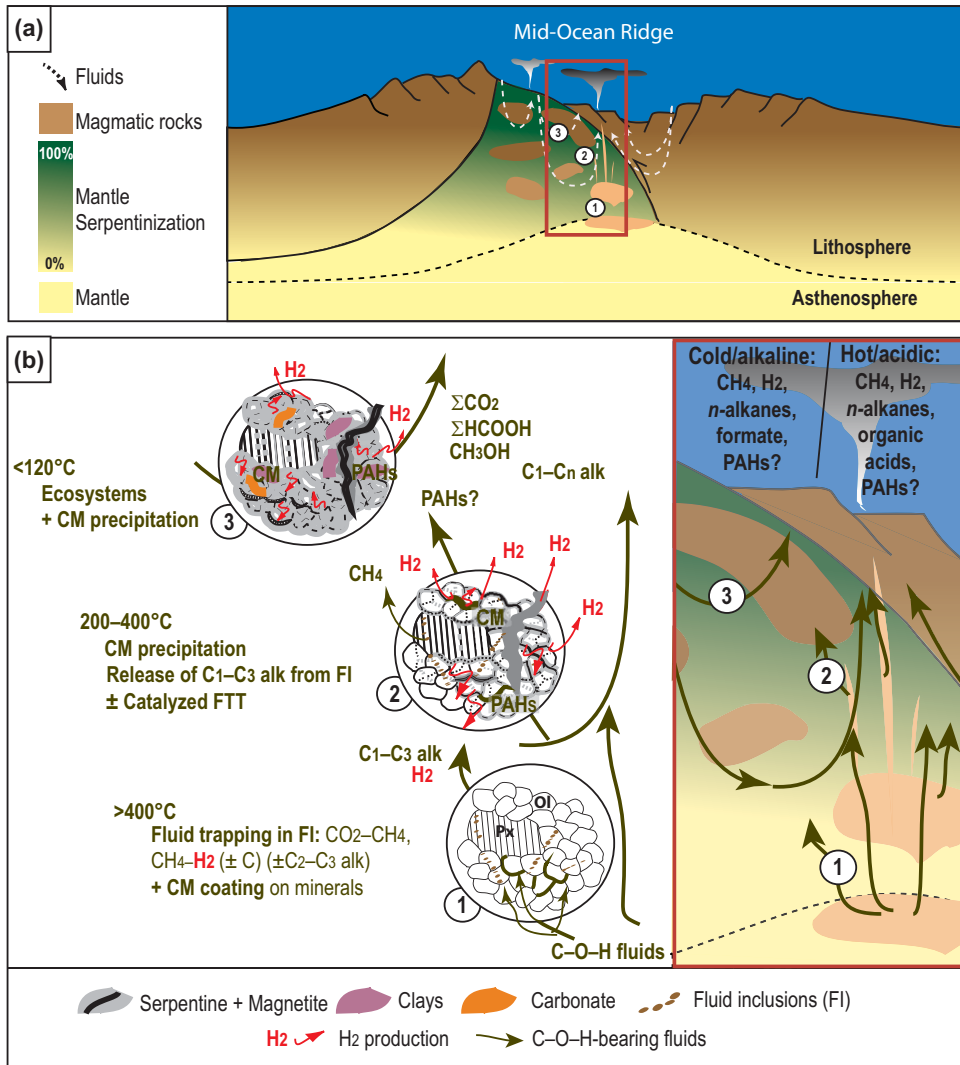 (a)
Mid-Ocean Ridge
Fluids
Magmatic rocks
100%
Mantle
Serpentinization
0%
Mantle
3
2
1
Lithosphere
Asthenosphere
(b)
H2
H2
CM
PAHs
3
<120°C
Ecosystems
+ CM precipitation
ΣCO2
ΣHCOOH
CH3OH
C1–Cn alk
PAHs?
CH4
H2
H2
H2
H2
CM
PAHs
2
200–400°C
CM precipitation
Release of C1–C3 alk from FI
± Catalyzed FTT
C1–C3 alk
H2
Ol
Px
1
>400°C
Fluid trapping in FI: CO2–CH4,
CH4–H2 (± C) (±C2–C3 alk)
+ CM coating on minerals
C–O–H fluids
Cold/alkaline:
CH4, H2,
n-alkanes,
formate,
PAHs?
Hot/acidic:
CH4, H2,
n-alkanes,
organic
acids,
PAHs?
3
2
1
Serpentine + Magnetite
Clays
Carbonate
Fluid inclusions (FI)
H2
H2 production
C–O–H-bearing fluids